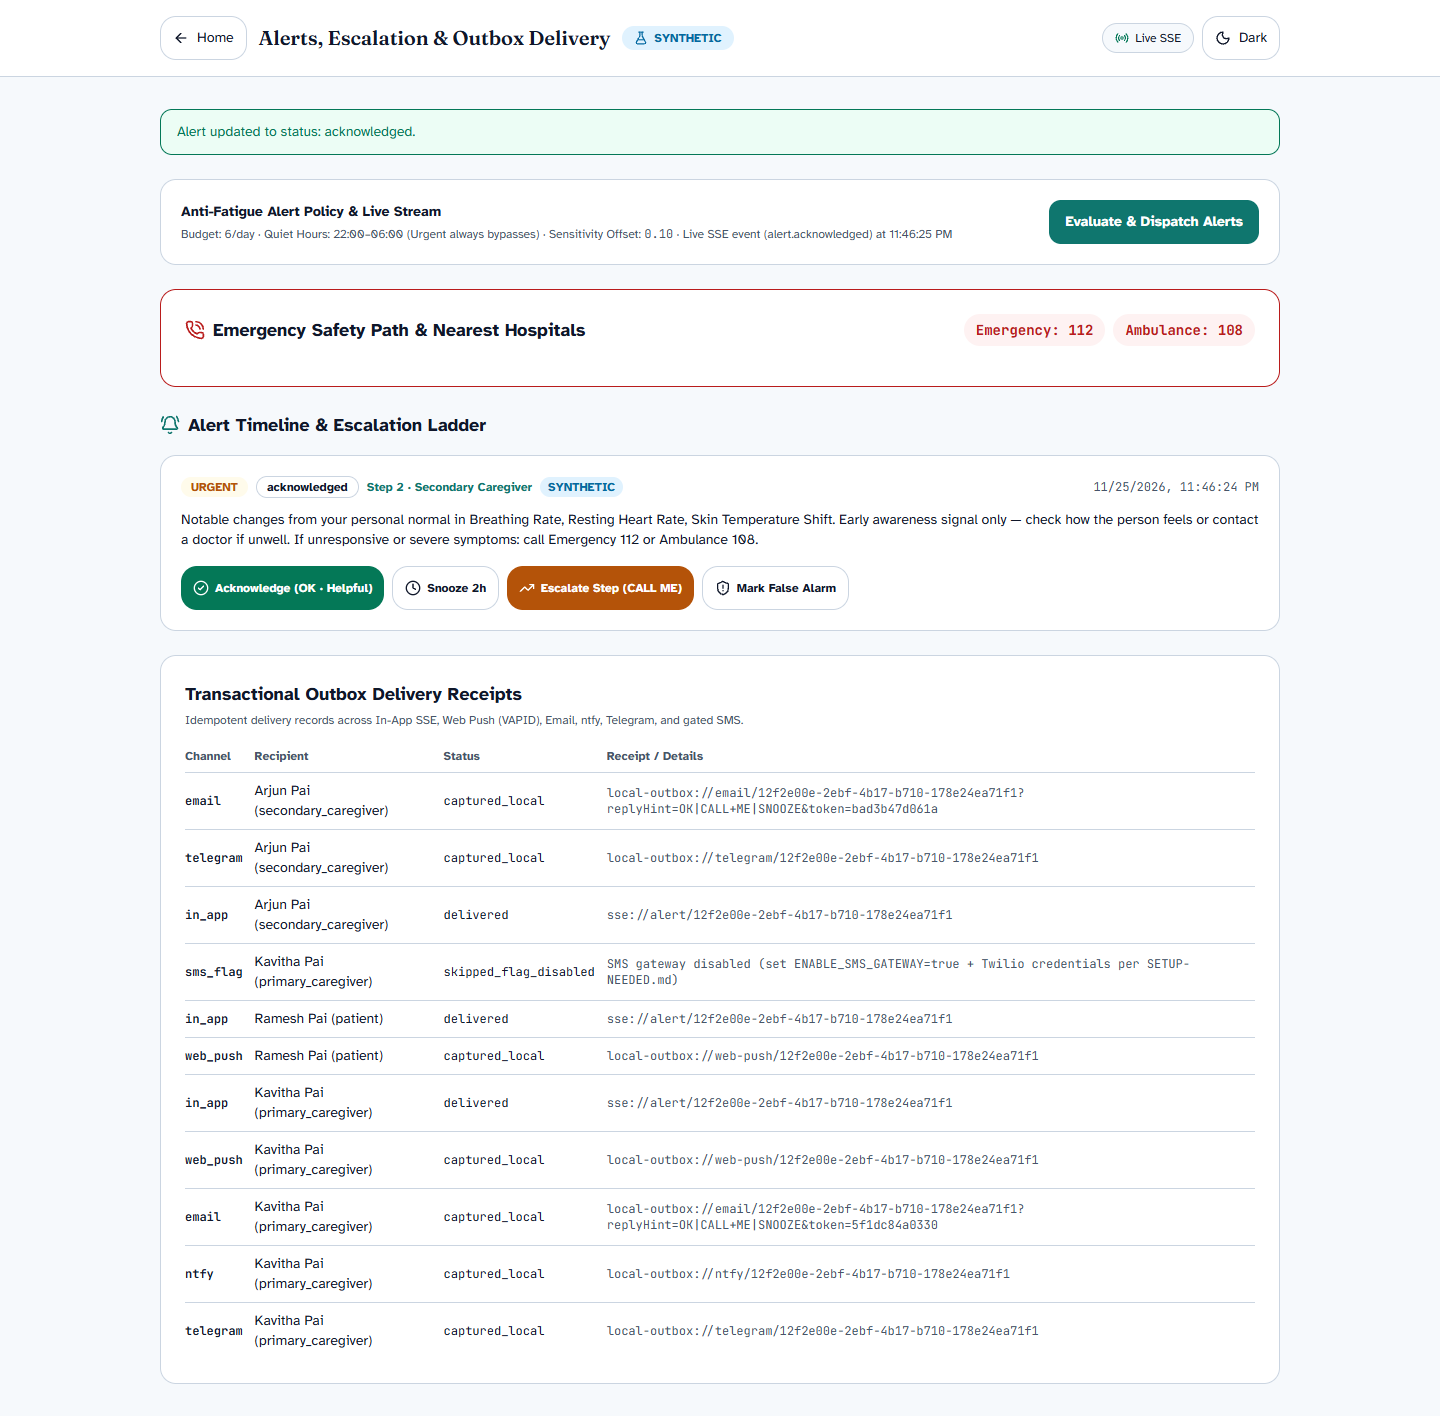 Home
Alerts, Escalation & Outbox Delivery
SYNTHETIC
Live SSE
Dark
Alert updated to status: acknowledged.
Anti-Fatigue Alert Policy & Live Stream
Budget: 6/day · Quiet Hours: 22:00–06:00 (Urgent always bypasses) · Sensitivity Offset: 0.10 · Live SSE event (alert.acknowledged) at 11:46:25 PM
Evaluate & Dispatch Alerts
Emergency Safety Path & Nearest Hospitals
Emergency: 112
Ambulance: 108
Alert Timeline & Escalation Ladder
URGENT acknowledged Step 2 · Secondary Caregiver SYNTHETIC
11/25/2026, 11:46:24 PM
Notable changes from your personal normal in Breathing Rate, Resting Heart Rate, Skin Temperature Shift. Early awareness signal only — check how the person feels or contact
a doctor if unwell. If unresponsive or severe symptoms: call Emergency 112 or Ambulance 108.
Acknowledge (OK · Helpful)
Snooze 2h
Escalate Step (CALL ME)
Mark False Alarm
Transactional Outbox Delivery Receipts
Idempotent delivery records across In-App SSE, Web Push (VAPID), Email, ntfy, Telegram, and gated SMS.
Channel Recipient Status Receipt / Details
email
Arjun Pai
(secondary_caregiver)
captured_local
local-outbox://email/12f2e00e-2ebf-4b17-b710-178e24ea71f1?
replyHint=OK|CALL+ME|SNOOZE&token=bad3b47d061a
telegram
Arjun Pai
(secondary_caregiver)
captured_local
local-outbox://telegram/12f2e00e-2ebf-4b17-b710-178e24ea71f1
in_app
Arjun Pai
(secondary_caregiver)
delivered
sse://alert/12f2e00e-2ebf-4b17-b710-178e24ea71f1
sms_flag
Kavitha Pai
(primary_caregiver)
skipped_flag_disabled
SMS gateway disabled (set ENABLE_SMS_GATEWAY=true + Twilio credentials per SETUP-
NEEDED.md)
in_app
Ramesh Pai (patient)
delivered
sse://alert/12f2e00e-2ebf-4b17-b710-178e24ea71f1
web_push
Ramesh Pai (patient)
captured_local
local-outbox://web-push/12f2e00e-2ebf-4b17-b710-178e24ea71f1
in_app
Kavitha Pai
(primary_caregiver)
delivered
sse://alert/12f2e00e-2ebf-4b17-b710-178e24ea71f1
web_push
Kavitha Pai
(primary_caregiver)
captured_local
local-outbox://web-push/12f2e00e-2ebf-4b17-b710-178e24ea71f1
email
Kavitha Pai
(primary_caregiver)
captured_local
local-outbox://email/12f2e00e-2ebf-4b17-b710-178e24ea71f1?
replyHint=OK|CALL+ME|SNOOZE&token=5f1dc84a0330
ntfy
Kavitha Pai
(primary_caregiver)
captured_local
local-outbox://ntfy/12f2e00e-2ebf-4b17-b710-178e24ea71f1
telegram
Kavitha Pai
(primary_caregiver)
captured_local
local-outbox://telegram/12f2e00e-2ebf-4b17-b710-178e24ea71f1